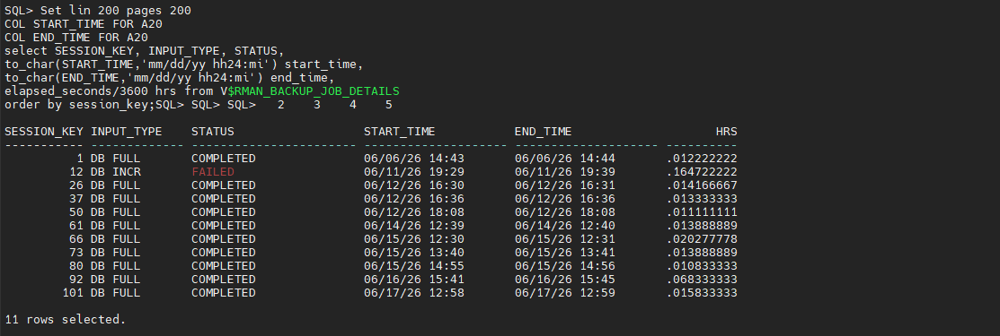 SQL> Set lin 200 pages 200
COL START_TIME FOR A20
COL END_TIME FOR A20
select SESSION_KEY, INPUT_TYPE, STATUS,
to_char(START_TIME,'mm/dd/yy hh24:mi') start_time,
to_char(END_TIME,'mm/dd/yy hh24:mi') end_time,
elapsed_seconds/3600 hrs from V$RMAN_BACKUP_JOB_DETAILS
order by session_key;SQL> SQL> SQL>   2    3    4    5
SESSION_KEY INPUT_TYPE    STATUS                  START_TIME           END_TIME                    HRS
----------- ------------- ----------------------- -------------------- -------------------- ----------
          1 DB FULL       COMPLETED               06/06/26 14:43       06/06/26 14:44       .012222222
         12 DB INCR       FAILED                  06/11/26 19:29       06/11/26 19:39       .164722222
         26 DB FULL       COMPLETED               06/12/26 16:30       06/12/26 16:31       .014166667
         37 DB FULL       COMPLETED               06/12/26 16:36       06/12/26 16:36       .013333333
         50 DB FULL       COMPLETED               06/12/26 18:08       06/12/26 18:08       .011111111
         61 DB FULL       COMPLETED               06/14/26 12:39       06/14/26 12:40       .013888889
         66 DB FULL       COMPLETED               06/15/26 12:30       06/15/26 12:31       .020277778
         73 DB FULL       COMPLETED               06/15/26 13:40       06/15/26 13:41       .013888889
         80 DB FULL       COMPLETED               06/15/26 14:55       06/15/26 14:56       .010833333
         92 DB FULL       COMPLETED               06/16/26 15:41       06/16/26 15:45       .068333333
        101 DB FULL       COMPLETED               06/17/26 12:58       06/17/26 12:59       .015833333
11 rows selected.